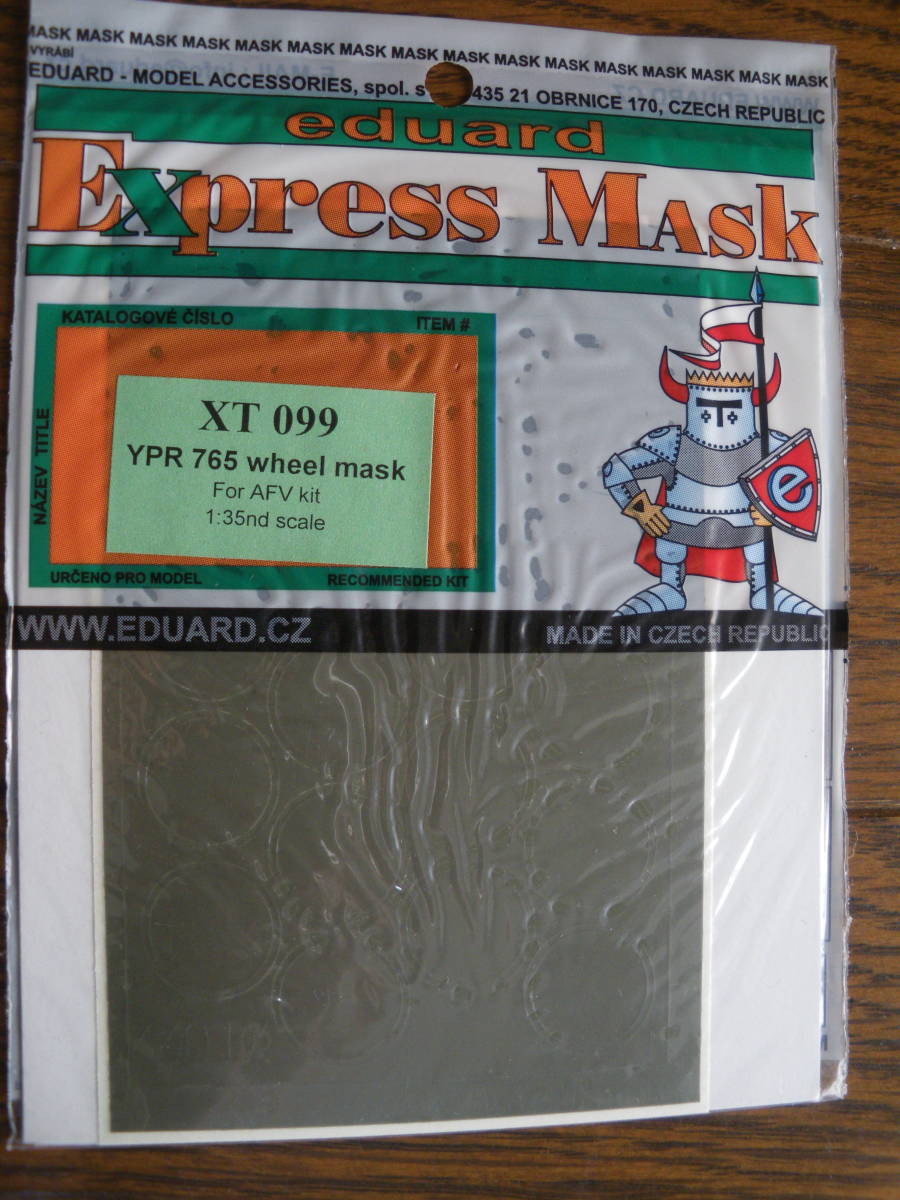 MASK MASK MASK MASK MASK MASK MASK MASK MASK MASK MASK MASK MASK MASK MASK MASK
VYRÁBÍ
EDUARD - MODEL ACCESSORIES, spol. s 435 21 OBRNICE 170, CZECH REPUBLIC
eduard
Express Mask
KATALOGOVÉ ČÍSLO ITEM #
NÁZEV TITLE
XT 099
YPR 765 wheel mask
For AFV kit
1:35nd scale
URČENO PRO MODEL RECOMMENDED KIT
e
WWW.EDUARD.CZ MADE IN CZECH REPUBLIC